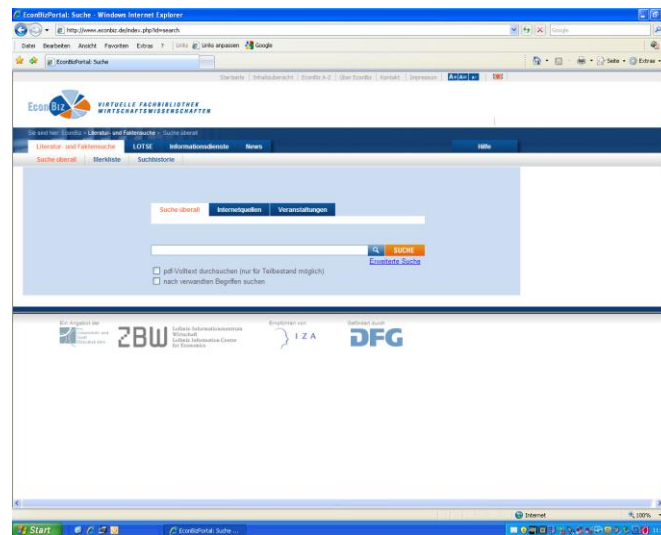 EconBizPortal: Suche - Windows Internet Explorer
http://www.econbiz.de/index.php?id=search
Google
Datei Bearbeiten Ansicht Favoriten Extras ? Links Links anpassen Google
EconBizPortal: Suche
Seite Extras
Startseite | Inhaltsübersicht | EconBiz A-Z | Über EconBiz | Kontakt | Impressum A+ A= A-
EconBiz
VIRTUELLE FACHBIBLIOTHEK
WIRTSCHAFTSWISSENSCHAFTEN
Sie sind hier: EconBiz » Literatur- und Faktensuche » Suche überall
Literatur- und Faktensuche LOTSE Informationsdienste News Hilfe
Suche überall Merkliste Suchhistorie
Suche überall Internetquellen Veranstaltungen
SUCHE
Erweiterte Suche
pdf-Volltext durchsuchen (nur für Teilbestand möglich)
nach verwandten Begriffen suchen
Ein Angebot der Empfohlen von Gefördert durch
ZBW
Leibniz-Informationszentrum
Wirtschaft
Leibniz Information Centre
for Economics
IZA
DFG
Internet 100%
Start EconBizPortal: Suche ...